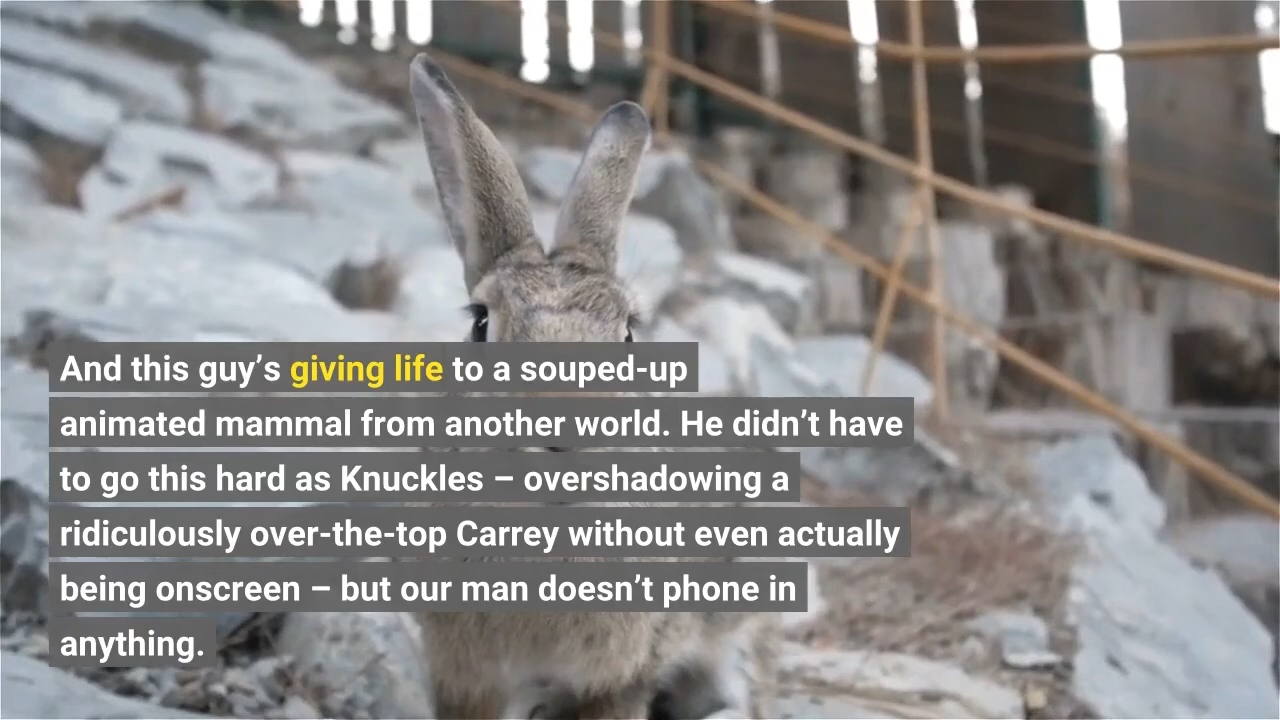 And this guy’s giving life to a souped-up
animated mammal from another world. He didn’t have
to go this hard as Knuckles – overshadowing a
ridiculously over-the-top Carrey without even actually
being onscreen – but our man doesn’t phone in
anything.